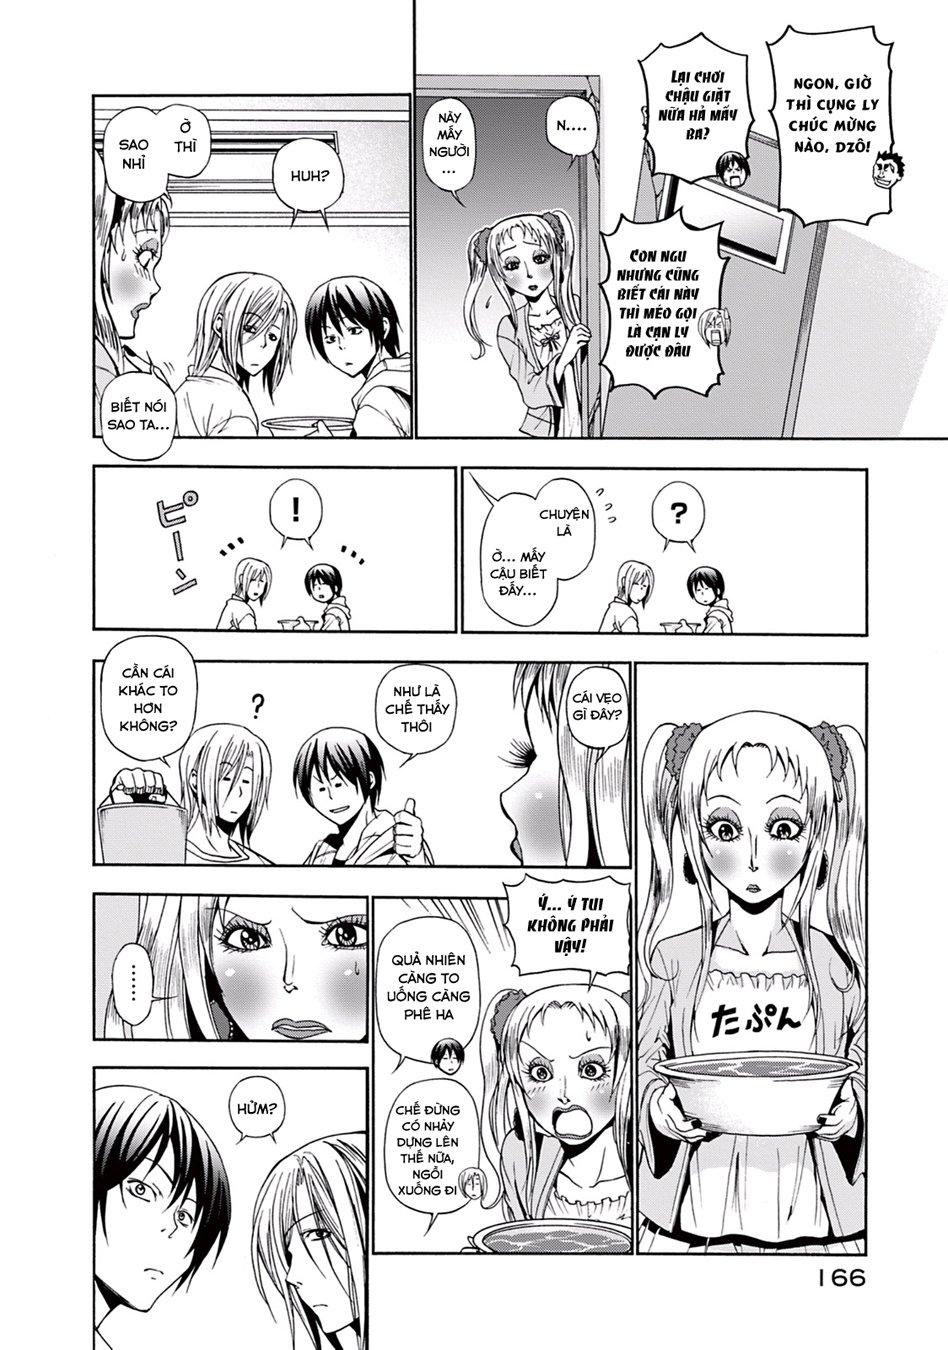 NGON, GIỜ
THÌ CỤNG LY
CHÚC MỪNG
NÀO, DZÔ!
LẠI CHƠI
CHẬU GIẶT
NỮA HẢ MẤY
BA?
CON NGU
NHƯNG CŨNG
BIẾT CÁI NÀY
THÌ MÉO GỌI
LÀ CẠN LY
ĐƯỢC ĐÂU
N....
NÀY
MẤY
NGƯỜI
...
HUH?
Ờ
THÌ
SAO
NHỈ
BIẾT NÓI
SAO TA...
?
CHUYỆN
LÀ
Ờ... MẤY
CẬU BIẾT
ĐẤY...
!
ピーン
たぷん
CÁI VẸO
GÌ ĐÂY?
NHƯ LÀ
CHẾ THẤY
THÔI
?
CẦN CÁI
KHÁC TO
HƠN
KHÔNG?
Ý... Ý TUI
KHÔNG PHẢI
VẬY!
QUẢ NHIÊN
CÀNG TO
UỐNG CÀNG
PHÊ HA
CHẾ ĐỪNG
CÓ NHẢY
DỰNG LÊN
THẾ NỮA,
NGỒI
XUỐNG ĐI
......
HỬM?
166